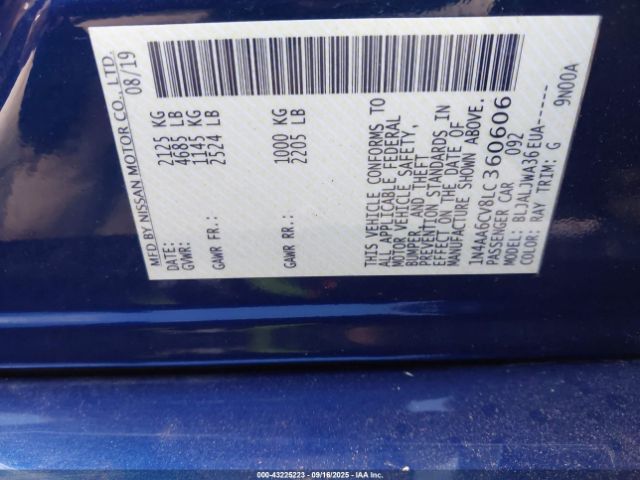 MFD BY NISSAN MOTOR CO., LTD.
08/19
GVWR: 2125 KG
4685 LB
GAWR FR.: 1145 KG
2524 LB
GAWR RR.: 1000 KG
2205 LB
THIS VEHICLE CONFORMS TO
ALL APPLICABLE FEDERAL
MOTOR VEHICLE SAFETY,
BUMPER, AND THEFT
PREVENTION STANDARDS IN
EFFECT ON THE DATE OF
MANUFACTURE SHOWN ABOVE.
1N4AA6CV8LC360606
PASSENGER CAR 092
MODEL: BLJALJWA36EUA-----
COLOR: RAY TRIM: G 9N00A
000-43225223 - 09/16/2025 - IAA Inc.